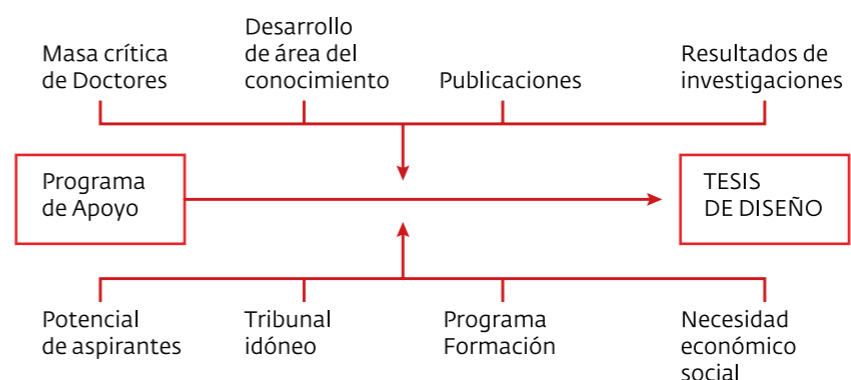 Masa crítica
de Doctores
Desarrollo
de área del
conocimiento
Publicaciones
Resultados de
investigaciones
Programa
de Apoyo
TESIS
DE DISEÑO
Potencial
de aspirantes
Tribunal
idóneo
Programa
Formación
Necesidad
económico
social